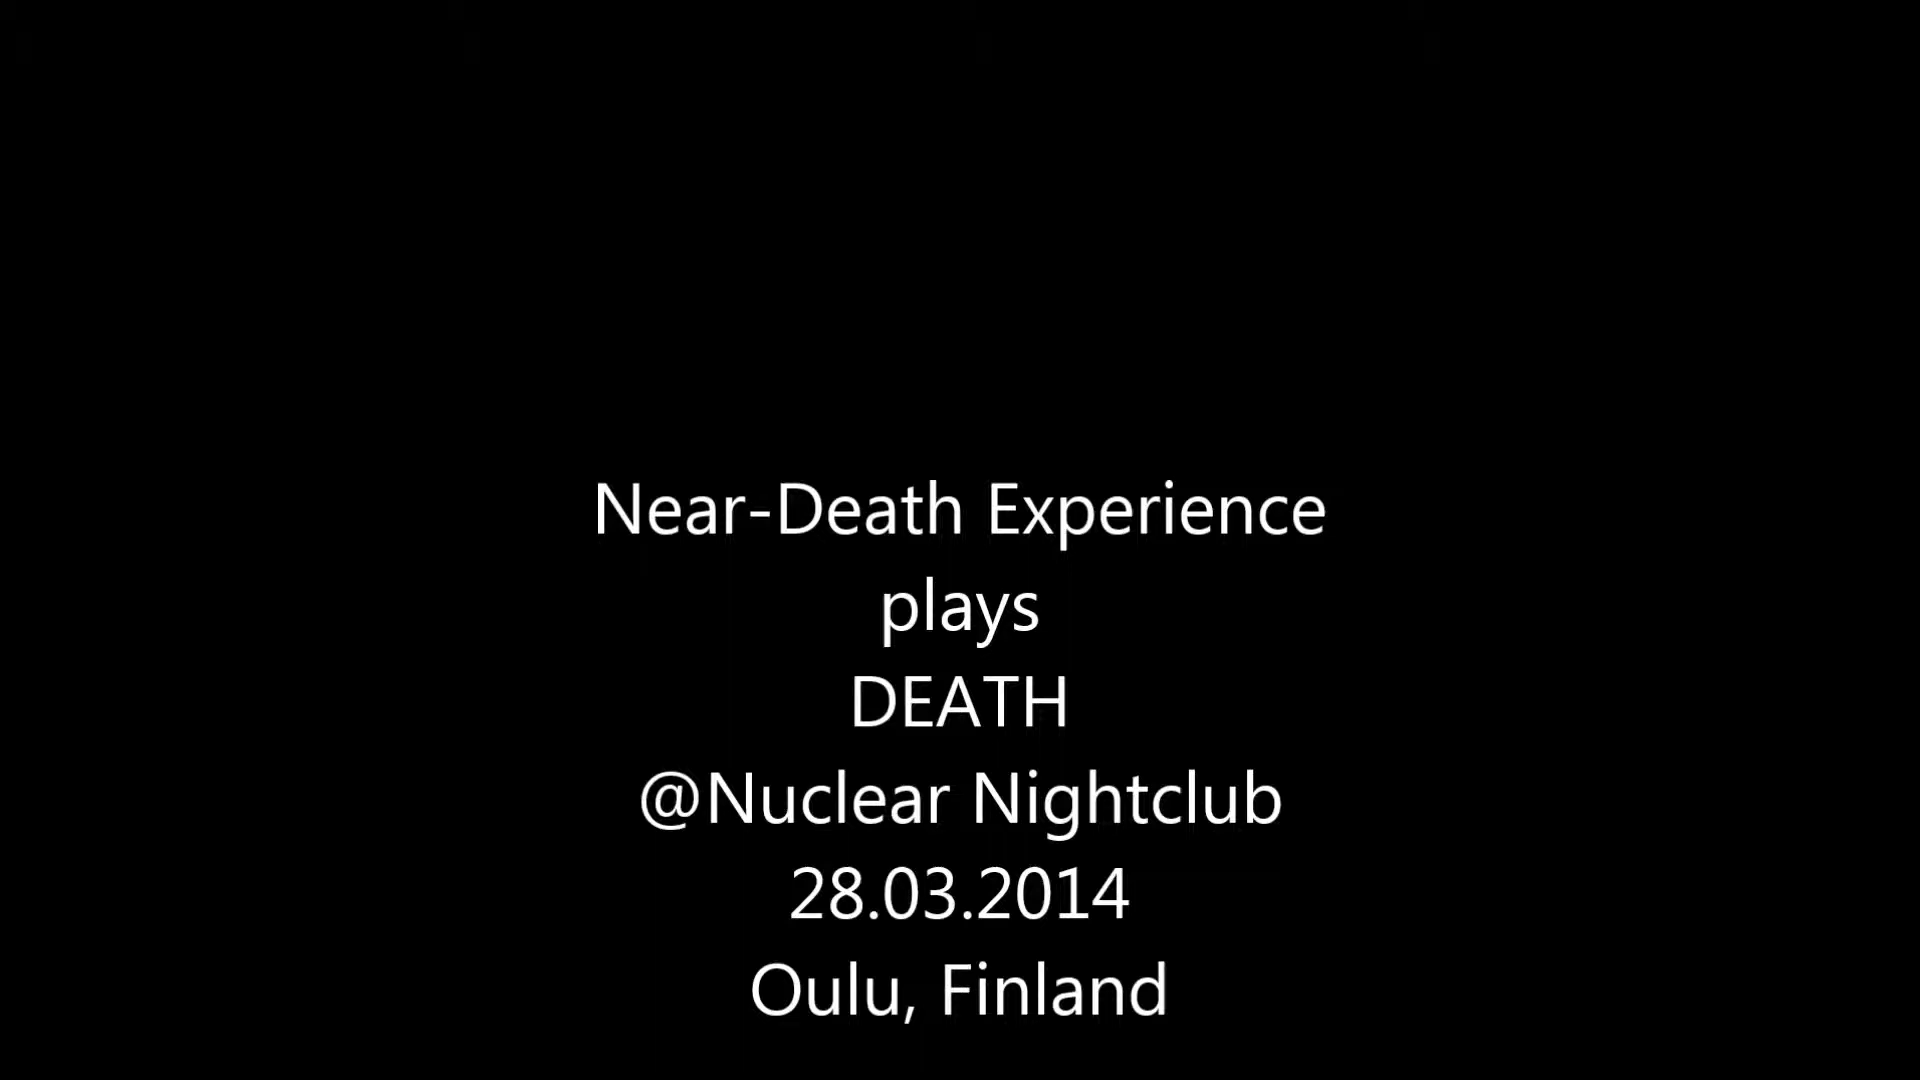 Near-Death Experience
plays
DEATH
@Nuclear Nightclub
28.03.2014
Oulu, Finland